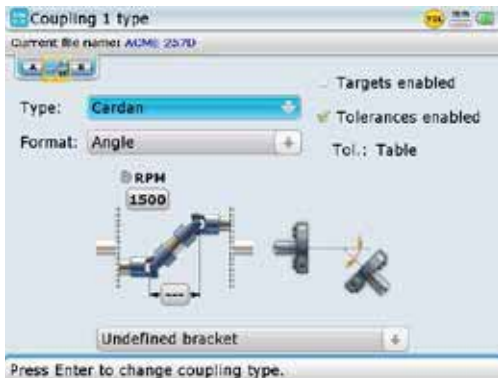 Coupling 1 type
Current file name: ACME 257D
A B
Targets enabled
Type: Cardan
Tolerances enabled
Format: Angle
Tol.: Table
RPM
1500
---
Undefined bracket
Press Enter to change coupling type.